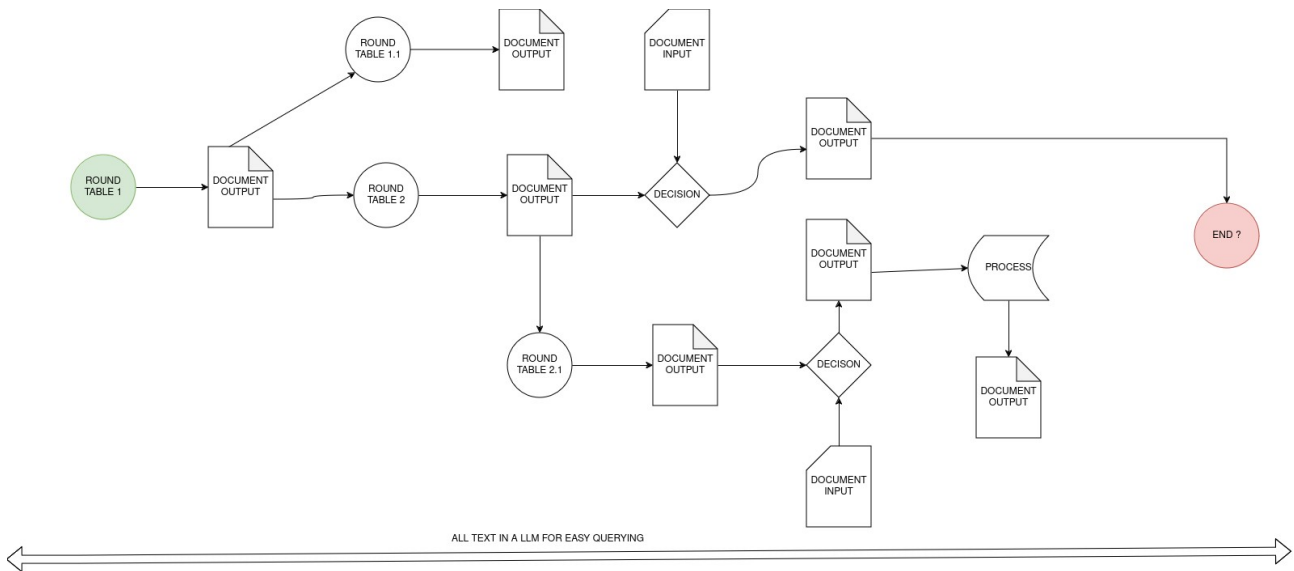 ROUND
TABLE 1.1
DOCUMENT
OUTPUT
DOCUMENT
INPUT
DOCUMENT
OUTPUT
ROUND
TABLE 1
DOCUMENT
OUTPUT
ROUND
TABLE 2
DOCUMENT
OUTPUT
DECISION
END ?
DOCUMENT
OUTPUT
PROCESS
ROUND
TABLE 2.1
DOCUMENT
OUTPUT
DECISON
DOCUMENT
OUTPUT
DOCUMENT
INPUT
ALL TEXT IN A LLM FOR EASY QUERYING